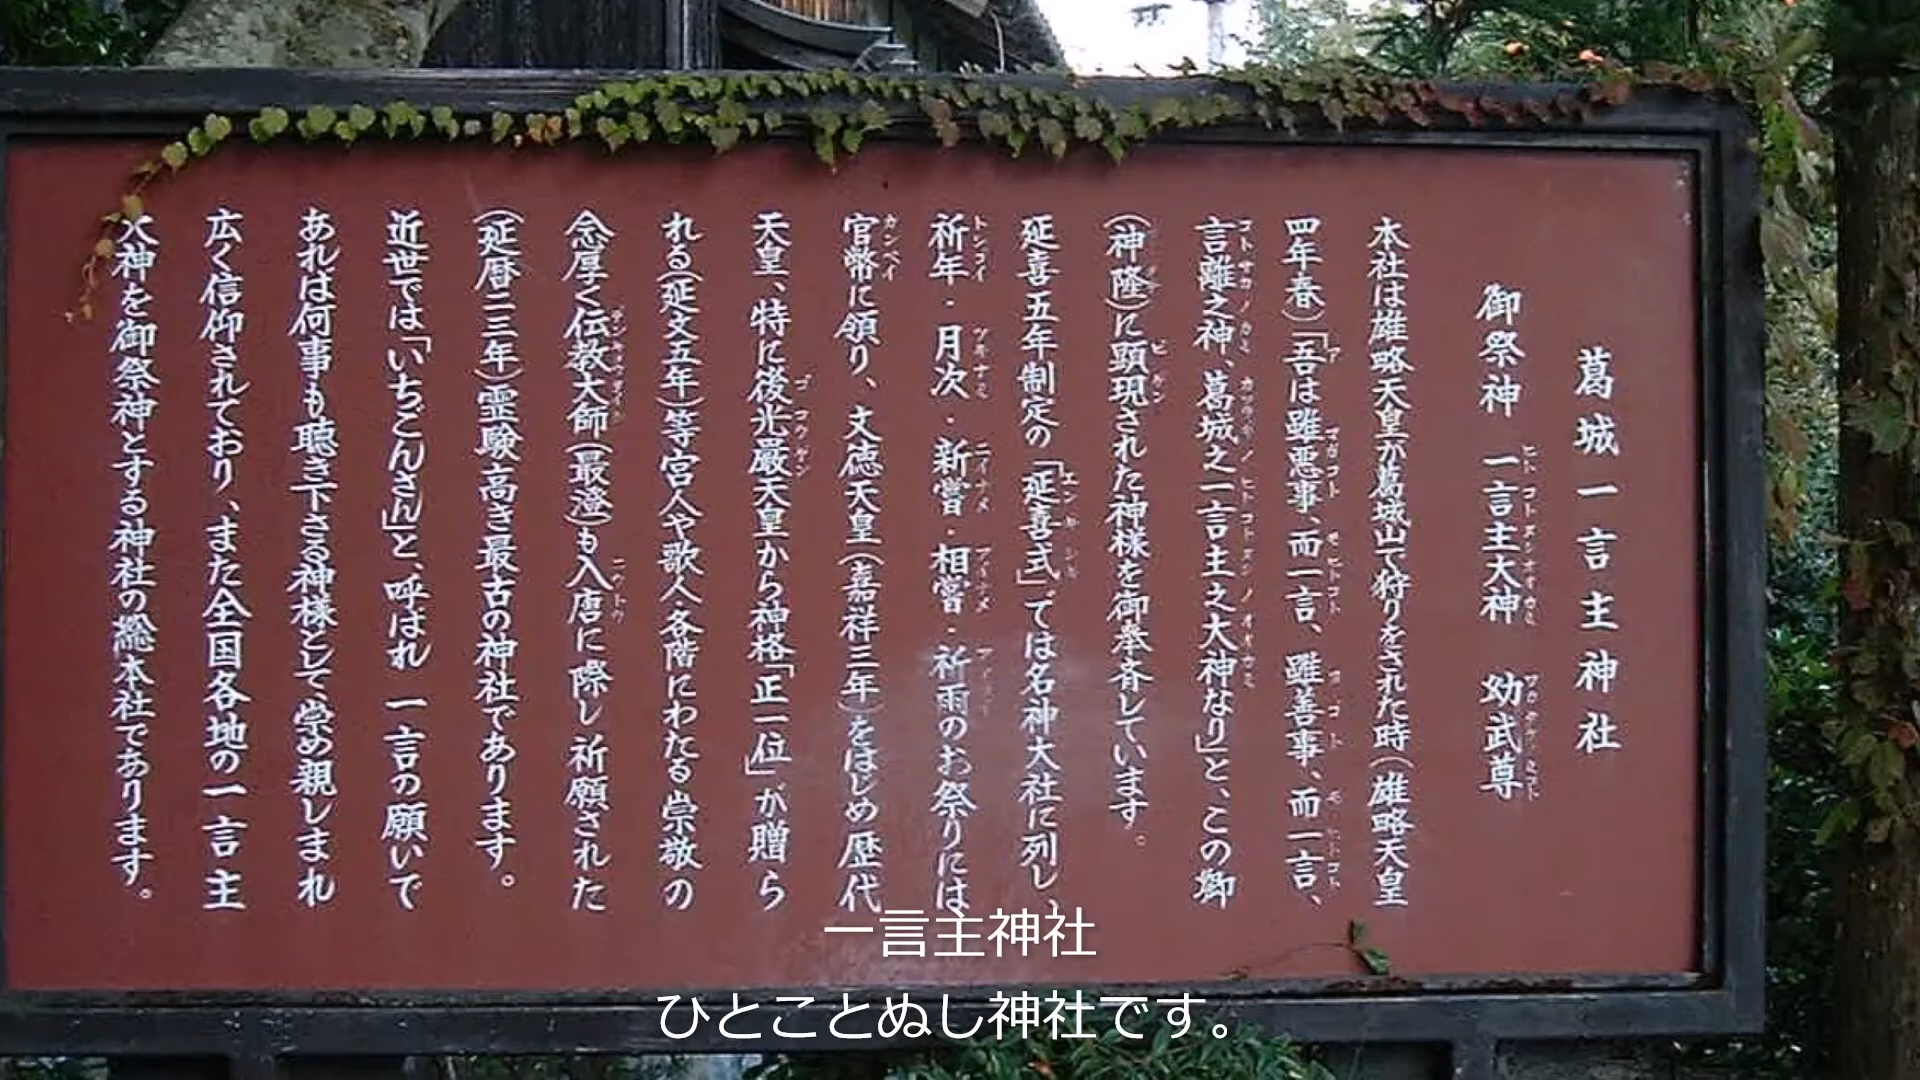 葛城一言主神社
御祭神 一言主大神 幼武尊
本社は雄略天皇が葛城山で狩りをされた時(雄略天皇
四年春)「吾は雖悪事、而一言、雖善事、而一言、
言離之神、葛城之一言主之大神なり」と、この御
(神隆)に顕現された神様を御奉斉しています。
延喜五年制定の「延喜式」では名神大社に列し、
祈年・月次・新嘗・相嘗・祈雨のお祭りには
官幣に預り、文徳天皇(嘉祥三年)をはじめ歴代
天皇、特に後光厳天皇から神格「正一位」が贈ら
れる(延文五年)等宮人や歌人各階にわたる崇敬の
念厚く伝教大師(最澄)も入唐に際し祈願された
(延暦二三年)霊験高き最古の神社であります。
近世では「いちごんさん」と、呼ばれ 一言の願いで
あれば何事も聴き下さる神様として、崇め親しまれ
広く信仰されており、また全国各地の一言主
大神を御祭神とする神社の総本社であります。
一言主神社
ひとことぬし神社です。